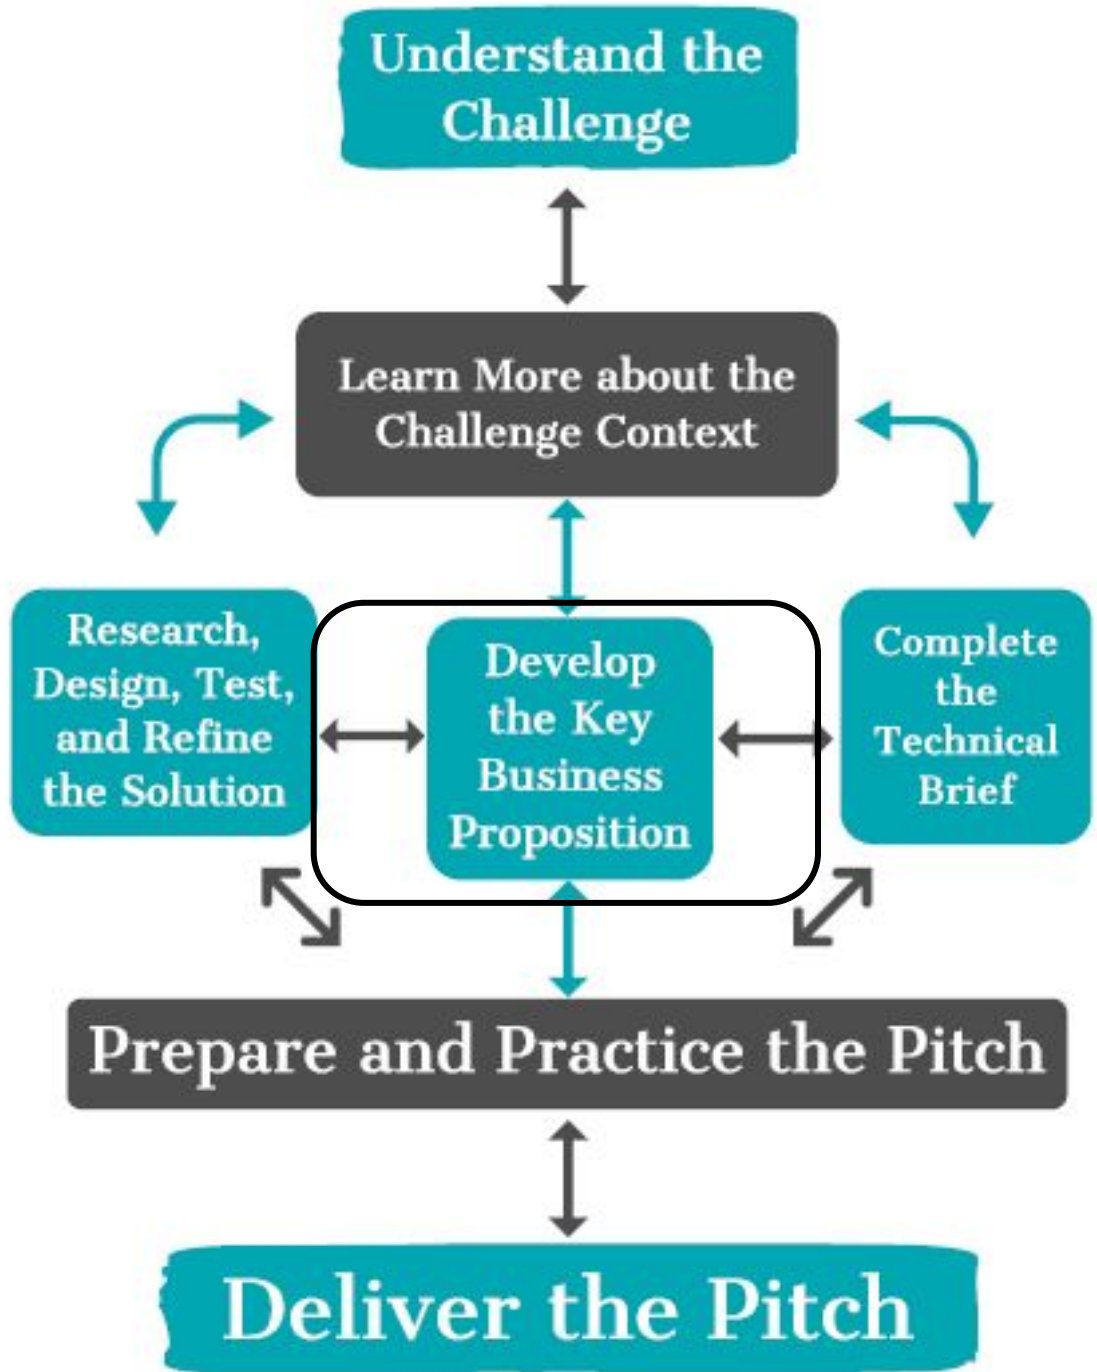 Understand the
Challenge
Learn More about the
Challenge Context
Research,
Design, Test,
and Refine
the Solution
Develop
the Key
Business
Proposition
Complete
the
Technical
Brief
Prepare and Practice the Pitch
Deliver the Pitch